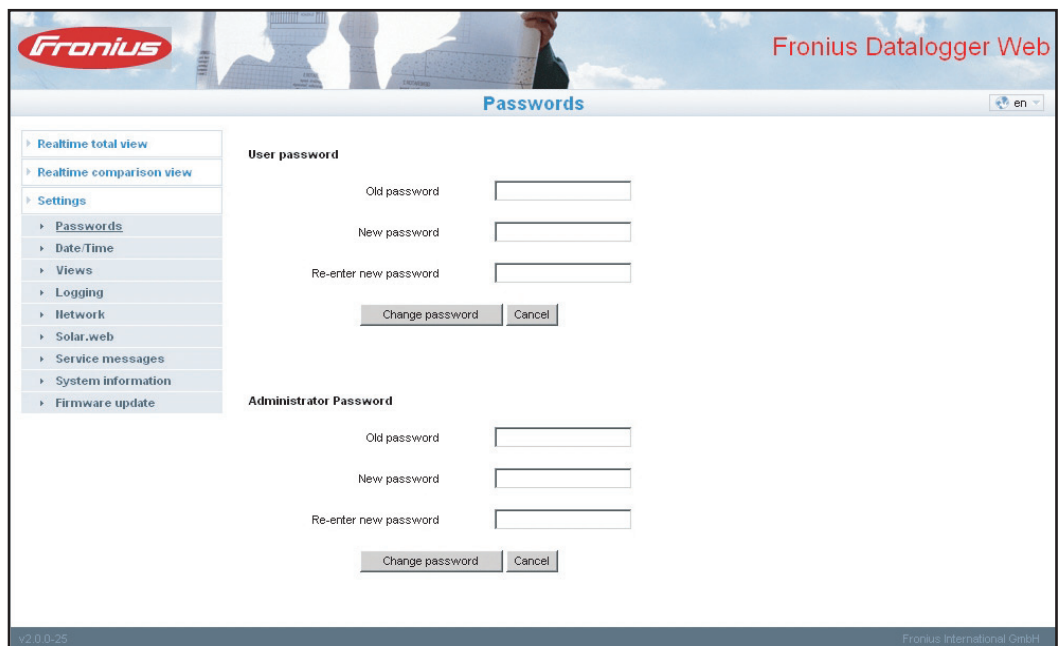 Fronius
Fronius Datalogger Web
Passwords
en
Realtime total view
Realtime comparison view
Settings
Passwords
Date/Time
Views
Logging
Network
Solar.web
Service messages
System information
Firmware update
User password
Old password
New password
Re-enter new password
Change password Cancel
Administrator Password
Old password
New password
Re-enter new password
Change password Cancel
v2.0.0-25
Fronius International GmbH